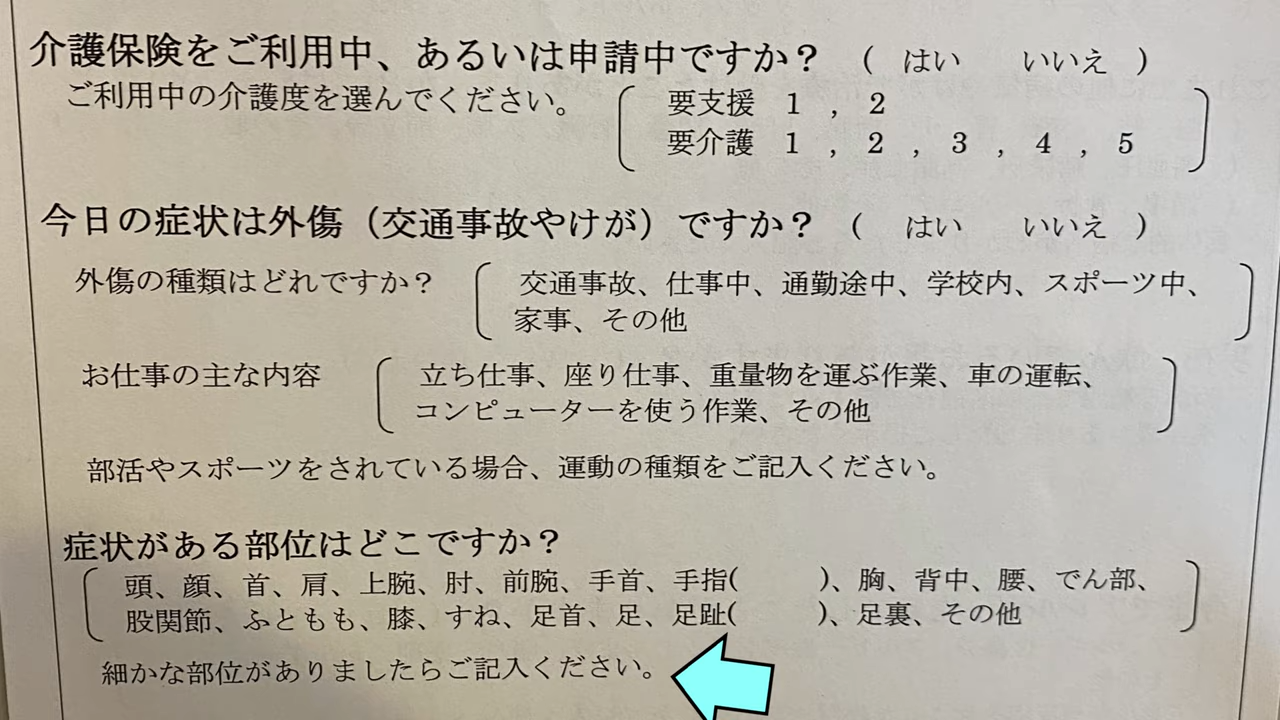 介護保険をご利用中、あるいは申請中ですか？ （ はい いいえ ）
ご利用中の介護度を選んでください。 要支援 1 , 2
要介護 1 , 2 , 3 , 4 , 5
今日の症状は外傷（交通事故やけが）ですか？ （ はい いいえ ）
外傷の種類はどれですか？ 交通事故、仕事中、通勤途中、学校内、スポーツ中、
家事、その他
お仕事の主な内容 立ち仕事、座り仕事、重量物を運ぶ作業、車の運転、
コンピューターを使う作業、その他
部活やスポーツをされている場合、運動の種類をご記入ください。
症状がある部位はどこですか？
頭、顔、首、肩、上腕、肘、前腕、手首、手指( )、胸、背中、腰、でん部、
股関節、ふともも、膝、すね、足首、足、足趾( )、足裏、その他
細かな部位がありましたらご記入ください。